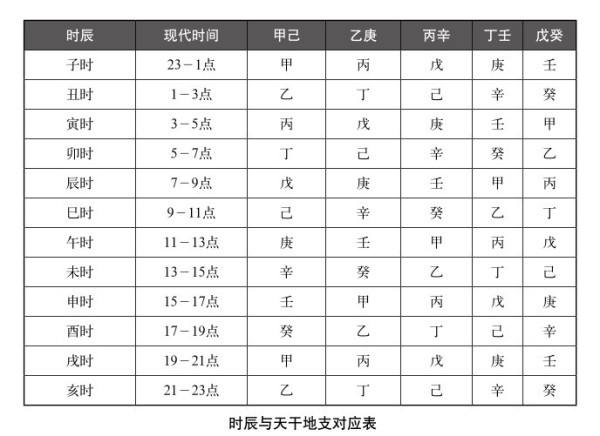 时辰 现代时间 甲己 乙庚 丙辛 丁壬 戊癸
子时 23－1点 甲 丙 戊 庚 壬
丑时 1－3点 乙 丁 己 辛 癸
寅时 3－5点 丙 戊 庚 壬 甲
卯时 5－7点 丁 己 辛 癸 乙
辰时 7－9点 戊 庚 壬 甲 丙
巳时 9－11点 己 辛 癸 乙 丁
午时 11－13点 庚 壬 甲 丙 戊
未时 13－15点 辛 癸 乙 丁 己
申时 15－17点 壬 甲 丙 戊 庚
酉时 17－19点 癸 乙 丁 己 辛
戌时 19－21点 甲 丙 戊 庚 壬
亥时 21－23点 乙 丁 己 辛 癸
时辰与天干地支对应表